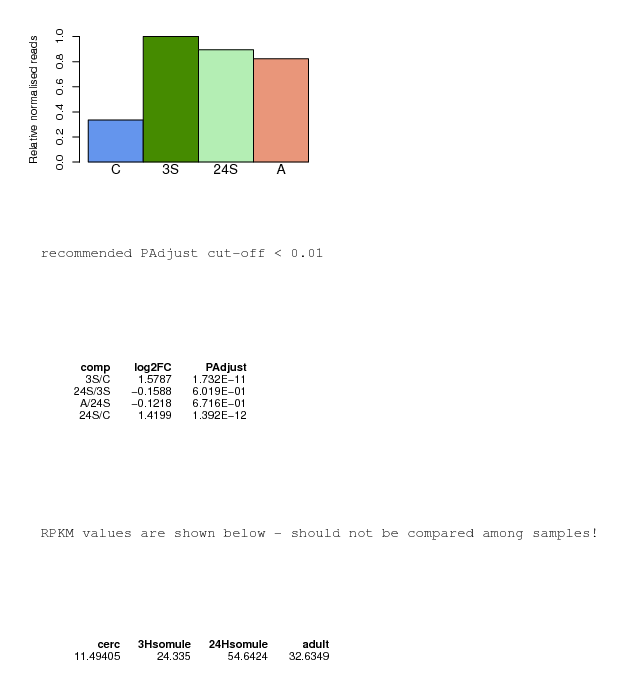 Relative normalised reads
1.0
0.8
0.6
0.4
0.2
0.0
C 3S 24S A
recommended PAdjust cut-off < 0.01
comp log2FC PAdjust
3S/C 1.5787 1.732E-11
24S/3S -0.1588 6.019E-01
A/24S -0.1218 6.716E-01
24S/C 1.4199 1.392E-12
RPKM values are shown below - should not be compared among samples!
cerc 3Hsomule 24Hsomule adult
11.49405 24.335 54.6424 32.6349